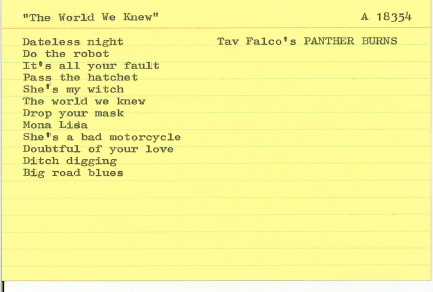 "The World We Knew" A 18354
Dateless night Tav Falco's PANTHER BURNS
Do the robot
It's all your fault
Pass the hatchet
She's my witch
The world we knew
Drop your mask
Mona Lisa
She's a bad motorcycle
Doubtful of your love
Ditch digging
Big road blues